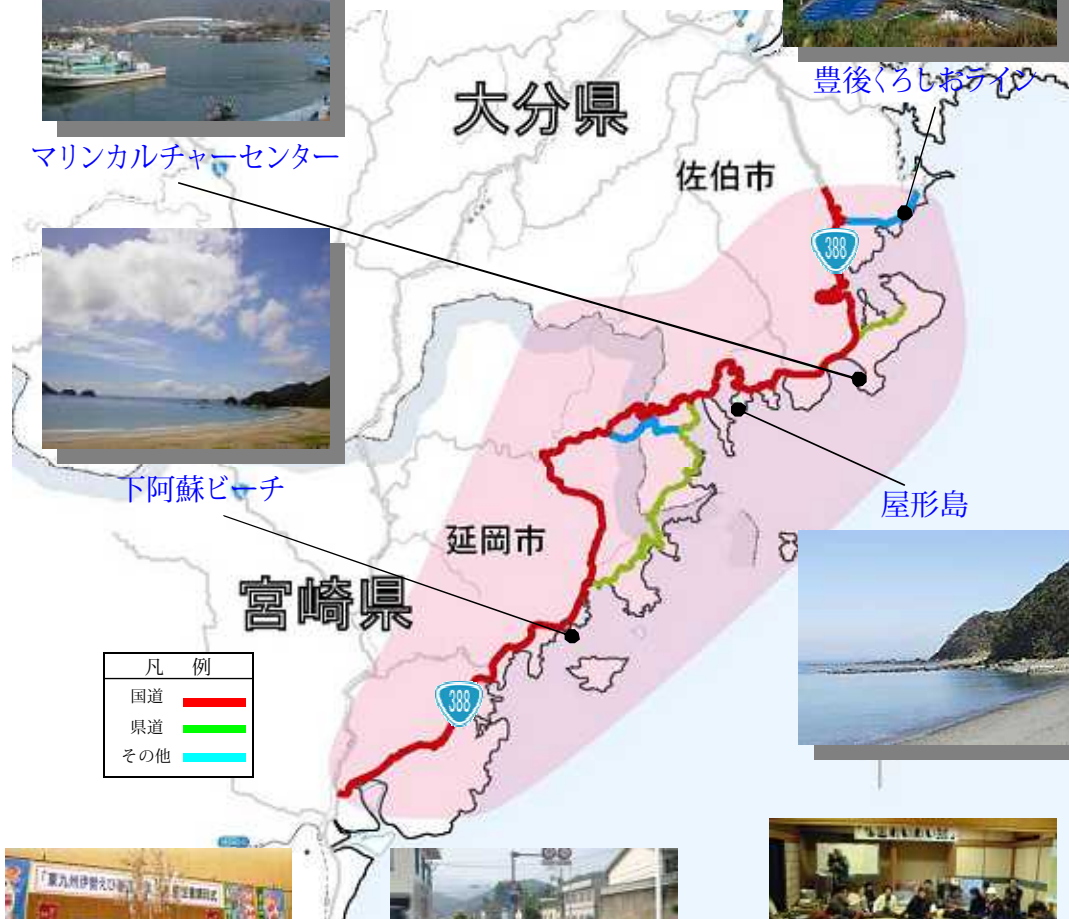 大分県
豊後くろしおライン
マリンカルチャーセンター
佐伯市
388
下阿蘇ビーチ
屋形島
延岡市
宮崎県
凡 例
国道
県道
その他
388